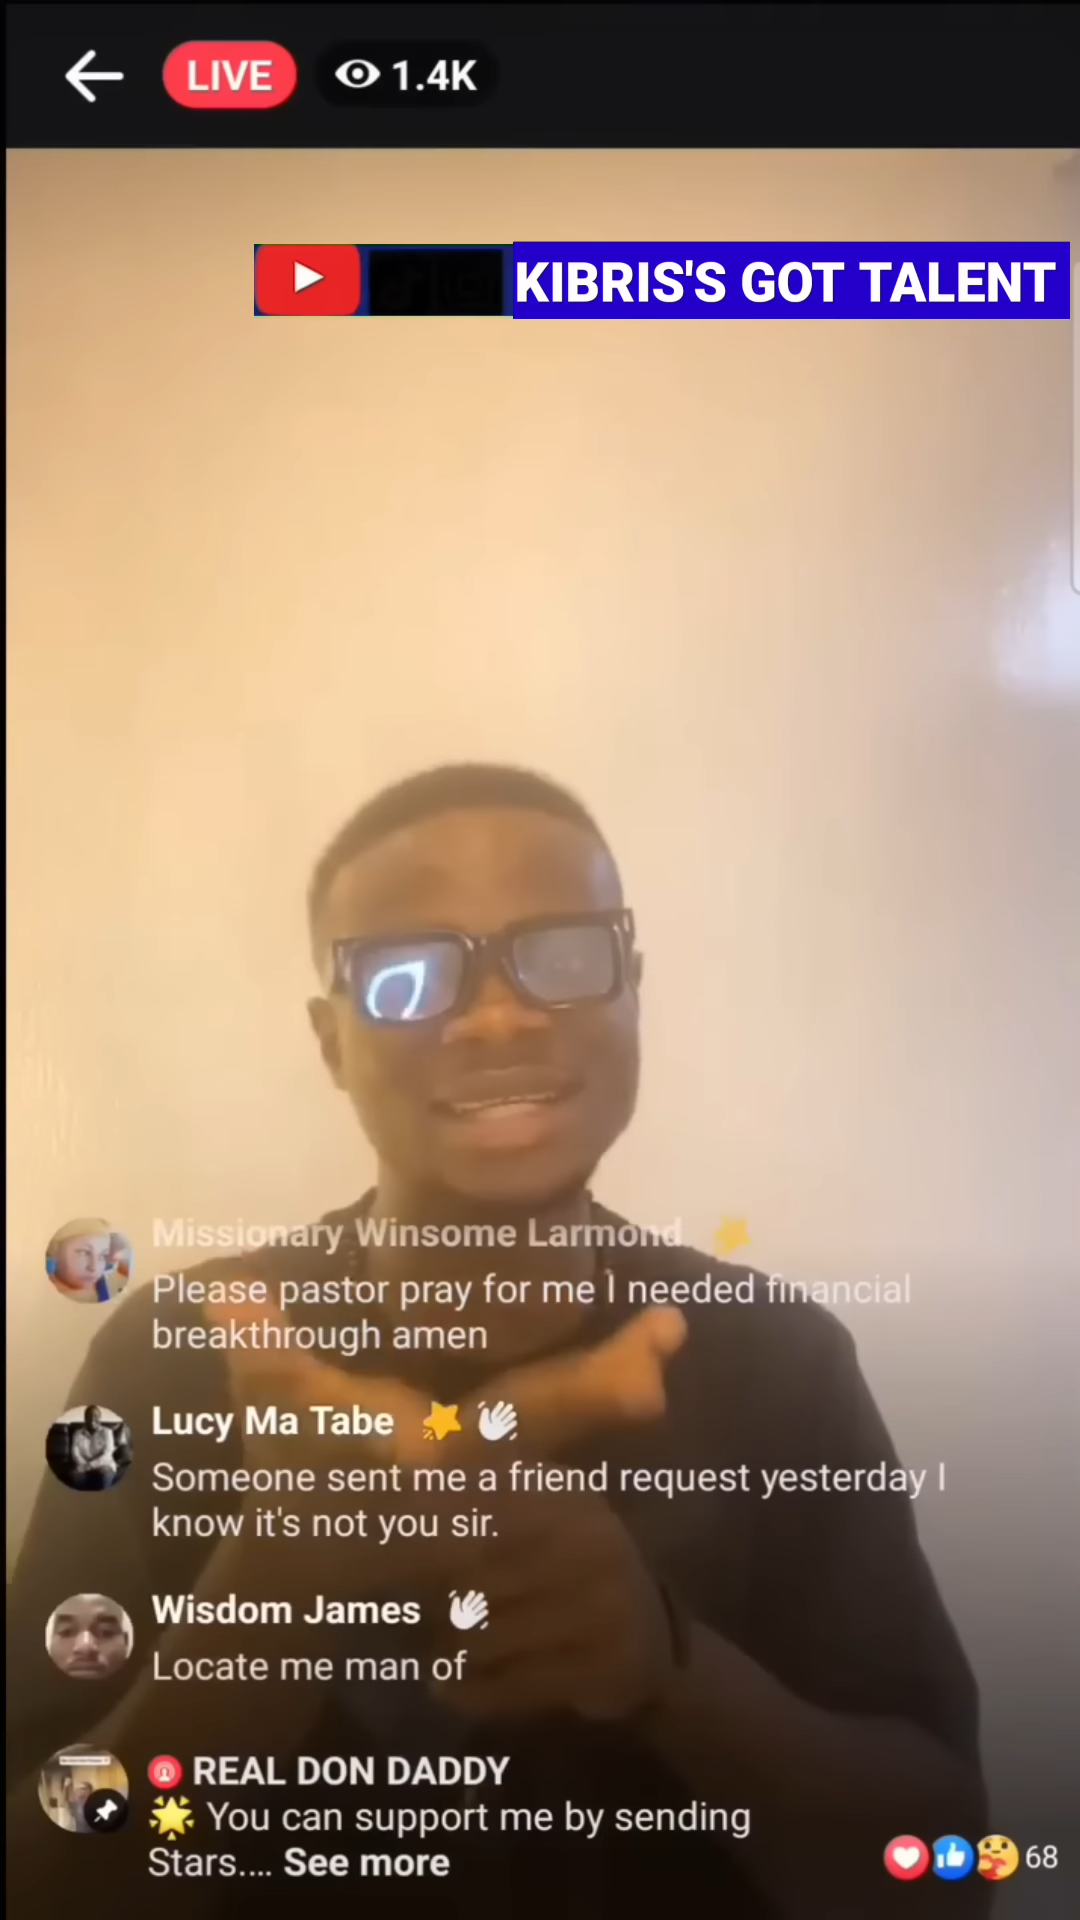 LIVE 1.4K
KIBRIS'S GOT TALENT
Missionary Winsome Larmond
Please pastor pray for me I needed financial
breakthrough amen
Lucy Ma Tabe
Someone sent me a friend request yesterday I
know it's not you sir.
Wisdom James
Locate me man of
REAL DON DADDY
You can support me by sending
Stars.... See more
68